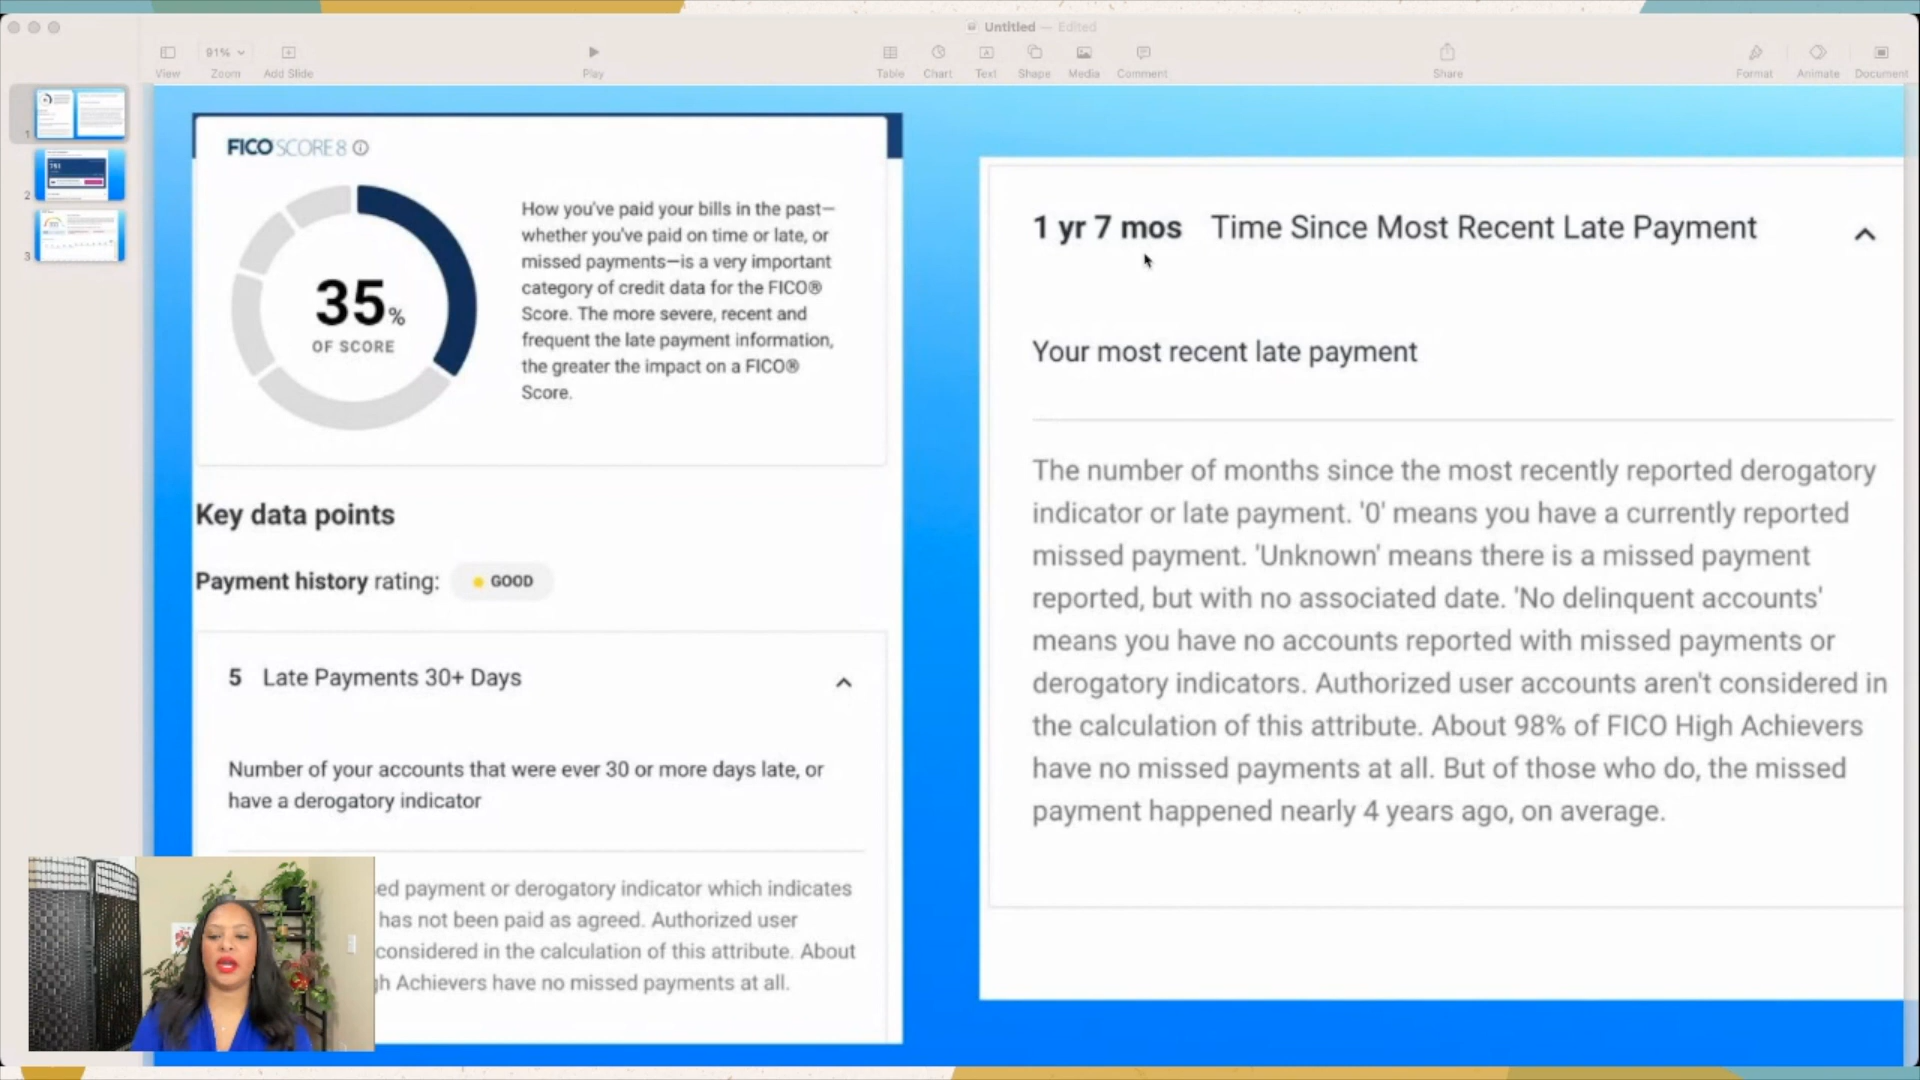 Untitled — Edited
91%
View
Zoom
Add Slide
Play
Table
Chart
Text
Shape
Media
Comment
Share
Format
Animate
Document
1
2
3
FICO SCORE 8
35%
OF SCORE
How you've paid your bills in the past—
whether you've paid on time or late, or
missed payments—is a very important
category of credit data for the FICO®
Score. The more severe, recent and
frequent the late payment information,
the greater the impact on a FICO®
Score.
Key data points
Payment history rating: GOOD
5 Late Payments 30+ Days
Number of your accounts that were ever 30 or more days late, or
have a derogatory indicator
ed payment or derogatory indicator which indicates
has not been paid as agreed. Authorized user
considered in the calculation of this attribute. About
gh Achievers have no missed payments at all.
1 yr 7 mos Time Since Most Recent Late Payment
Your most recent late payment
The number of months since the most recently reported derogatory
indicator or late payment. '0' means you have a currently reported
missed payment. 'Unknown' means there is a missed payment
reported, but with no associated date. 'No delinquent accounts'
means you have no accounts reported with missed payments or
derogatory indicators. Authorized user accounts aren't considered in
the calculation of this attribute. About 98% of FICO High Achievers
have no missed payments at all. But of those who do, the missed
payment happened nearly 4 years ago, on average.